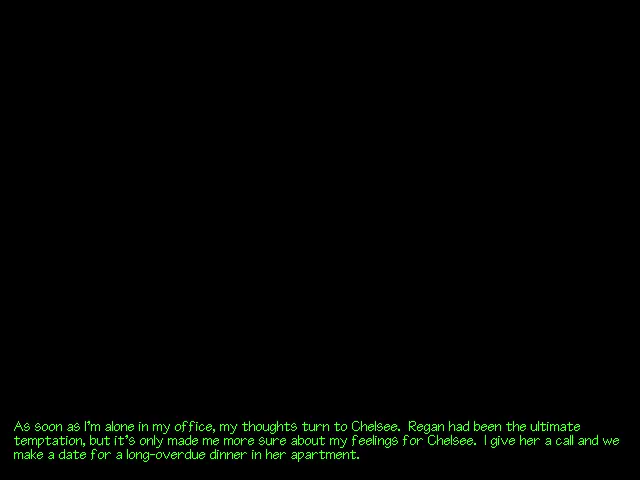 As soon as I'm alone in my office, my thoughts turn to Chelsee.  Regan had been the ultimate
temptation, but it's only made me more sure about my feelings for Chelsee.  I give her a call and we
make a date for a long-overdue dinner in her apartment.